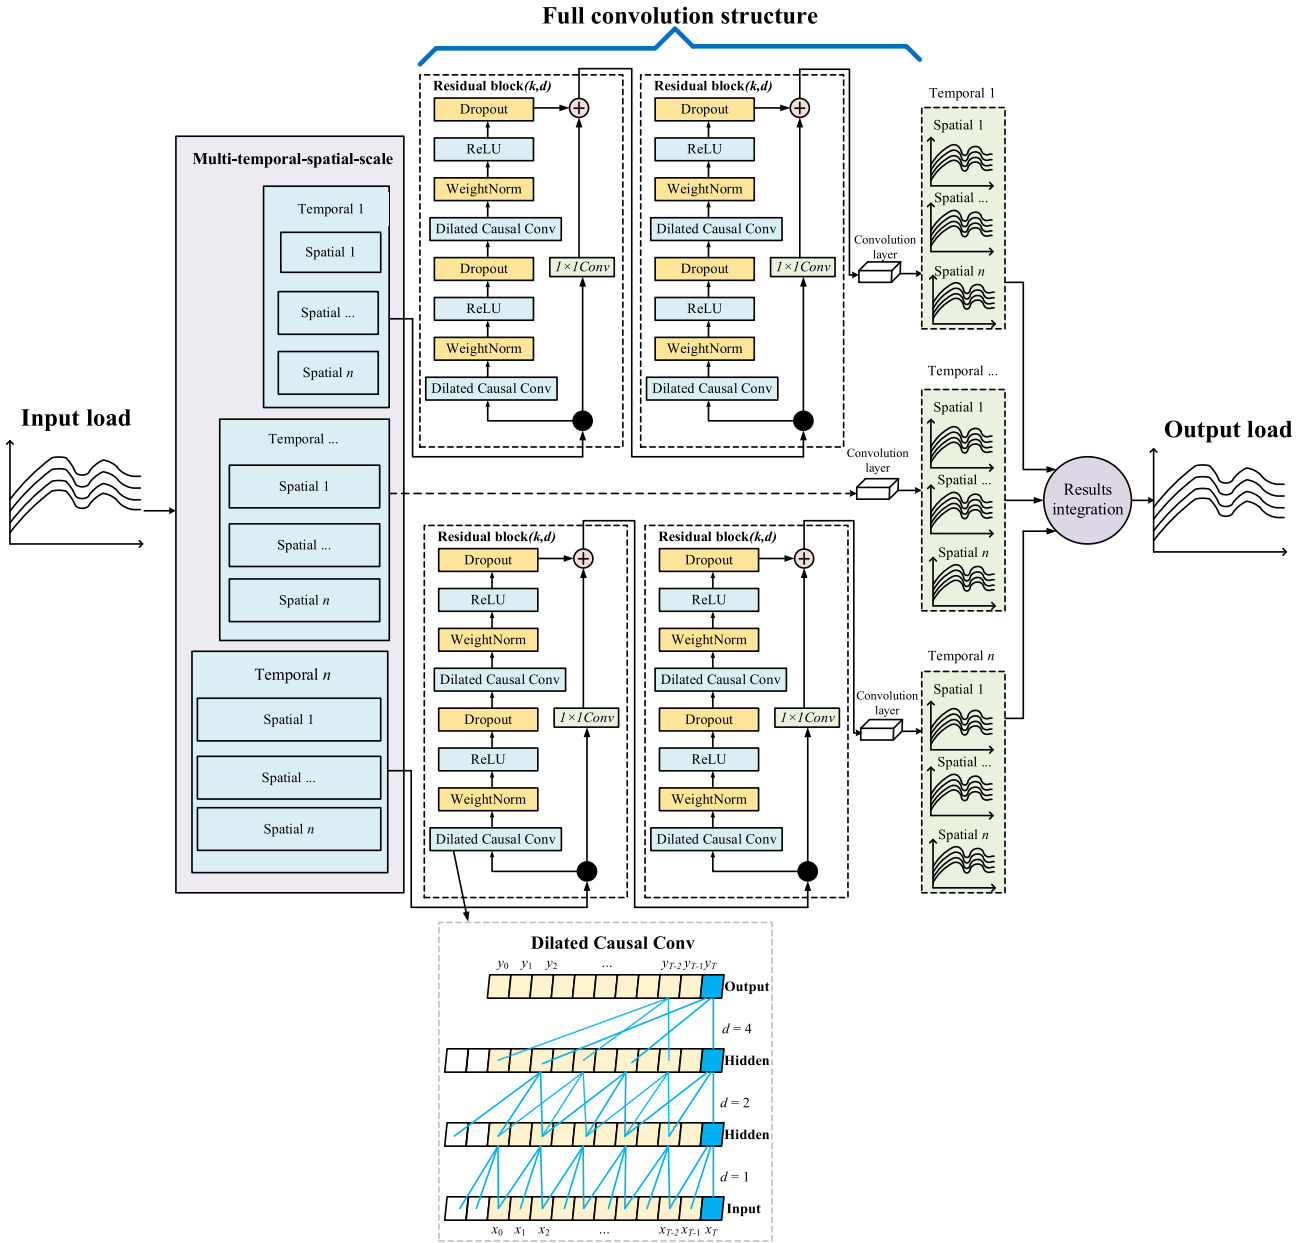 Full convolution structure
Input load
Multi-temporal-spatial-scale
Temporal 1
Spatial 1
Spatial ...
Spatial n
Temporal ...
Spatial 1
Spatial ...
Spatial n
Temporal n
Spatial 1
Spatial ...
Spatial n
Residual block(k,d)
Dropout
ReLU
WeightNorm
Dilated Causal Conv
Dropout
ReLU
WeightNorm
Dilated Causal Conv
1×1Conv
Residual block(k,d)
Dropout
ReLU
WeightNorm
Dilated Causal Conv
Dropout
ReLU
WeightNorm
Dilated Causal Conv
1×1Conv
Convolution
layer
Convolution
layer
Residual block(k,d)
Dropout
ReLU
WeightNorm
Dilated Causal Conv
Dropout
ReLU
WeightNorm
Dilated Causal Conv
1×1Conv
Residual block(k,d)
Dropout
ReLU
WeightNorm
Dilated Causal Conv
Dropout
ReLU
WeightNorm
Dilated Causal Conv
1×1Conv
Convolution
layer
Temporal 1
Spatial 1
Spatial ...
Spatial n
Temporal ...
Spatial 1
Spatial ...
Spatial n
Temporal n
Spatial 1
Spatial ...
Spatial n
Results
integration
Output load
Dilated Causal Conv
y0 y1 y2 ... yT-2 yT-1 yT
Output
d = 4
Hidden
d = 2
Hidden
d = 1
Input
x0 x1 x2 ... xT-2 xT-1 xT